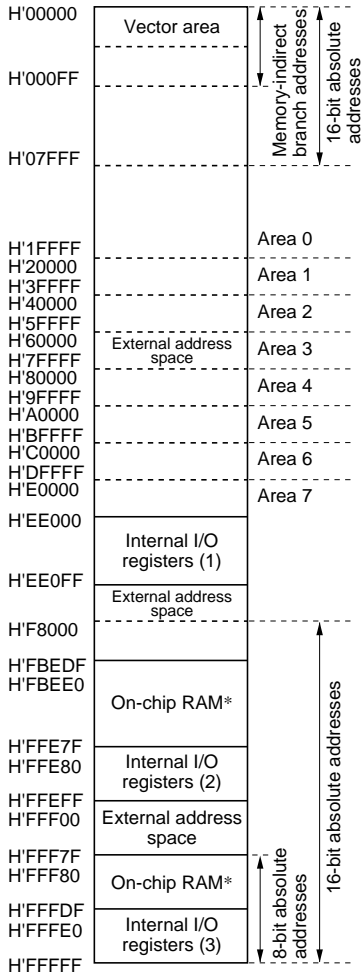 H'00000
Vector area
H'000FF
Memory-indirect
branch addresses
16-bit absolute
addresses
H'07FFF
H'1FFFF
Area 0
H'20000
Area 1
H'3FFFF
H'40000
Area 2
H'5FFFF
H'60000
External address
space
Area 3
H'7FFFF
H'80000
Area 4
H'9FFFF
H'A0000
Area 5
H'BFFFF
H'C0000
Area 6
H'DFFFF
H'E0000
Area 7
H'EE000
Internal I/O
registers (1)
H'EE0FF
External address
space
H'F8000
H'FBEDF
H'FBEE0
On-chip RAM*
H'FFE7F
H'FFE80
Internal I/O
registers (2)
H'FFEFF
H'FFF00
External address
space
H'FFF7F
H'FFF80
On-chip RAM*
H'FFFDF
H'FFFE0
Internal I/O
registers (3)
H'FFFFF
8-bit absolute
addresses
16-bit absolute addresses